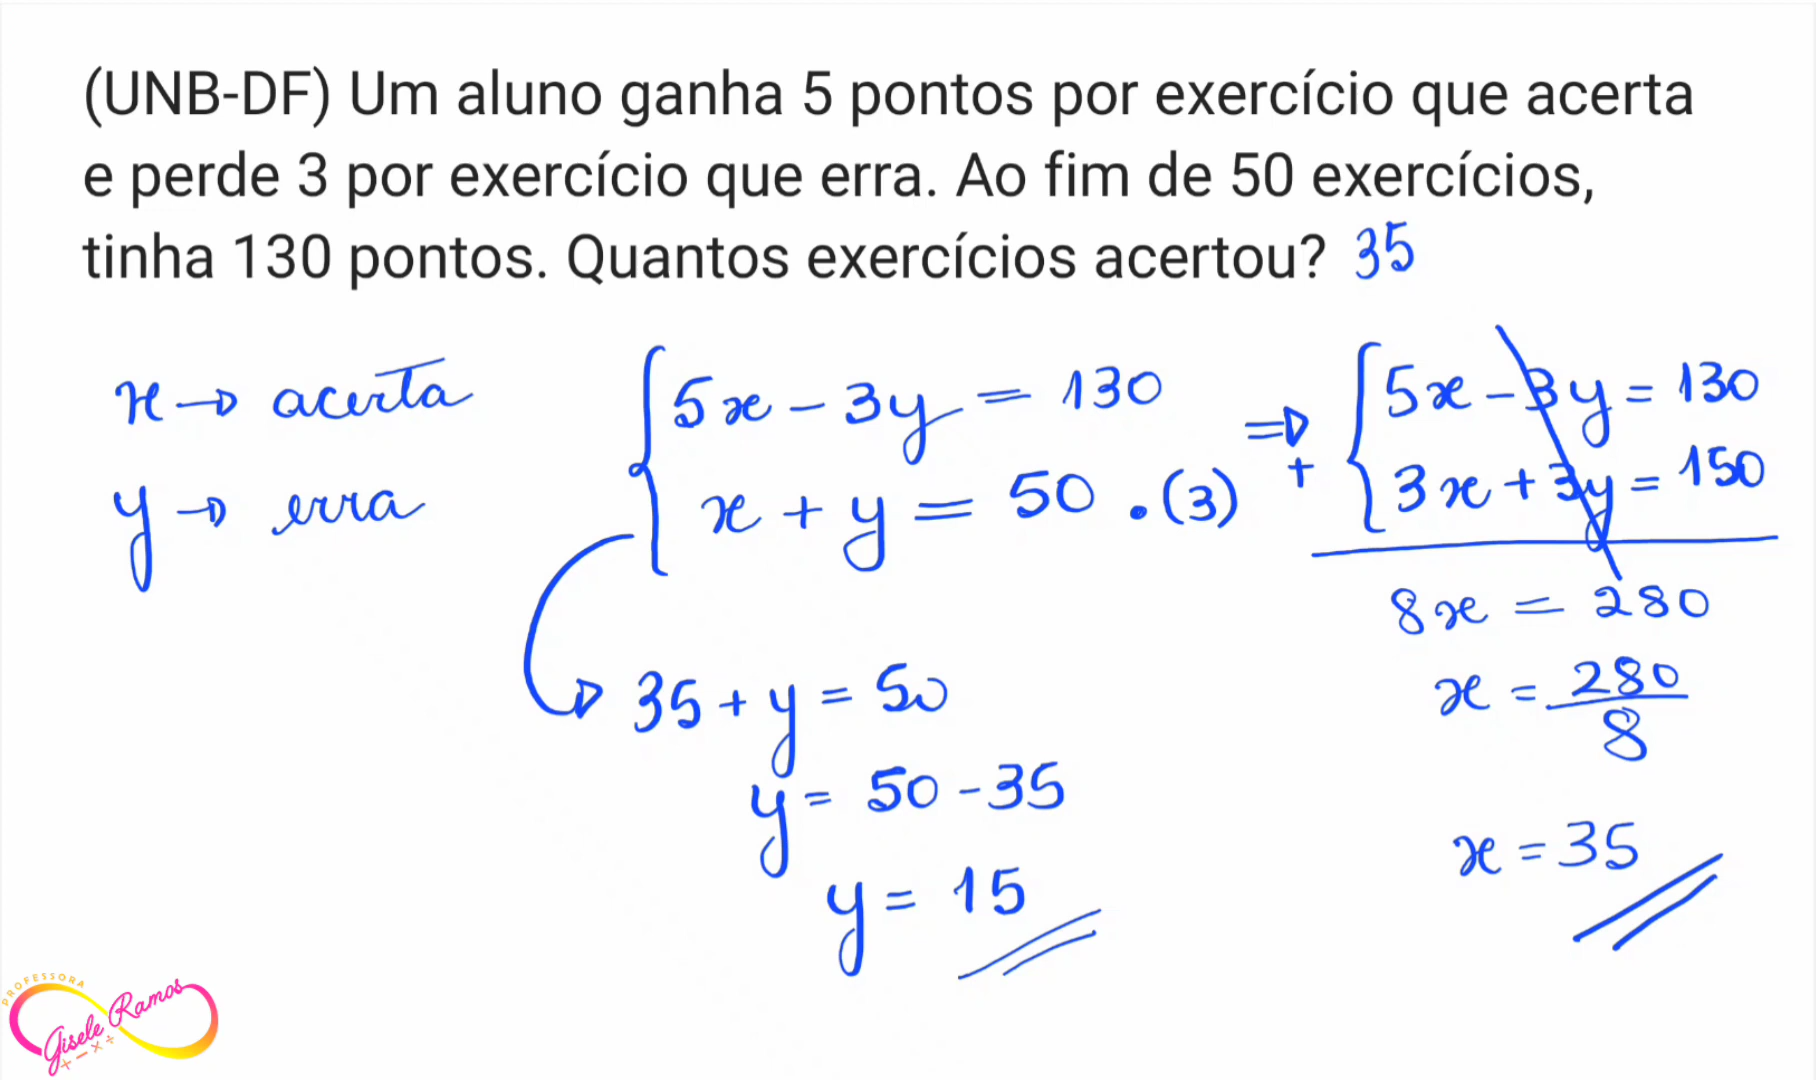 (UNB-DF) Um aluno ganha 5 pontos por exercício que acerta
e perde 3 por exercício que erra. Ao fim de 50 exercícios,
tinha 130 pontos. Quantos exercícios acertou? 35
x → acerta
y → erra
5x - 3y = 130
x + y = 50 . (3)
⇒
+
5x - 3y = 130
3x + 3y = 150
8x = 280
x = 280/8
x = 35
35 + y = 50
y = 50 - 35
y = 15
PROFESSORA
Gisele Ramos
+ − × ÷